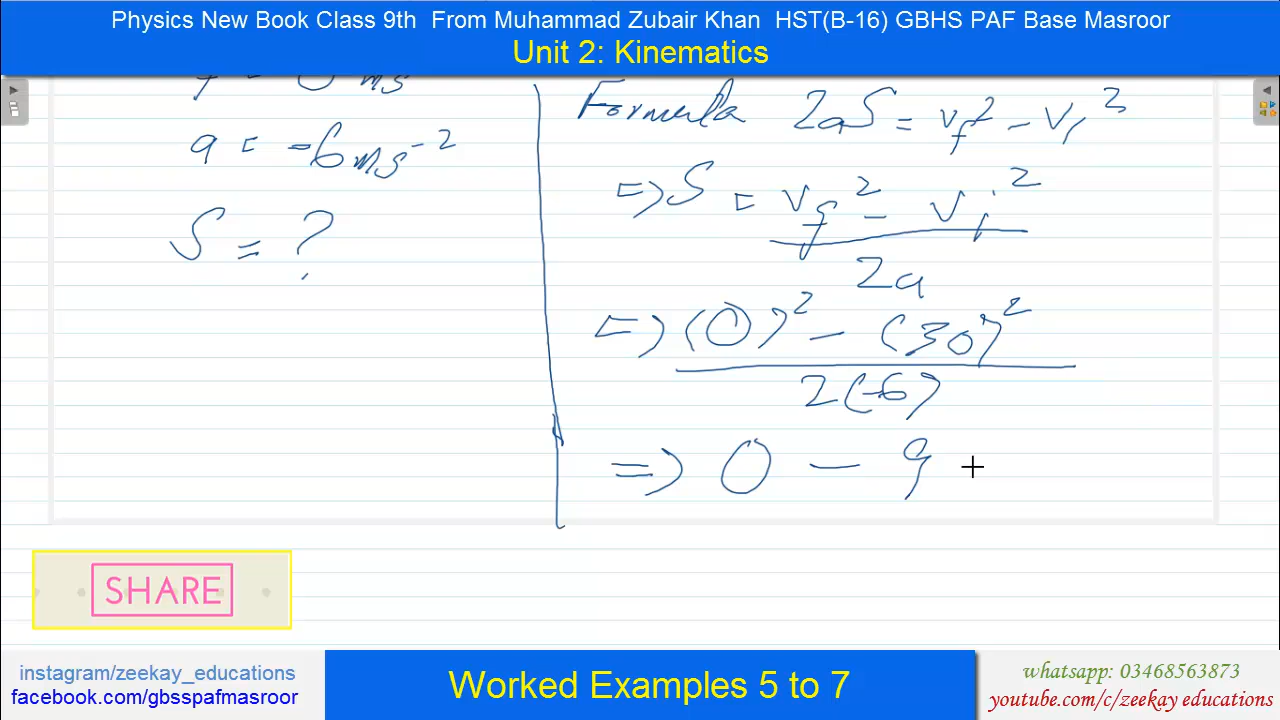 Physics New Book Class 9th From Muhammad Zubair Khan HST(B-16) GBHS PAF Base Masroor
Unit 2: Kinematics
a = -6 ms⁻²
S = ?
Formula 2aS = vf² - vi²
=> S = vf² - vi²
2a
=> (0)² - (30)²
2(-6)
=> 0 - 9
SHARE
instagram/zeekay_educations
facebook.com/gbsspafmasroor
Worked Examples 5 to 7
whatsapp: 03468563873
youtube.com/c/zeekay educations